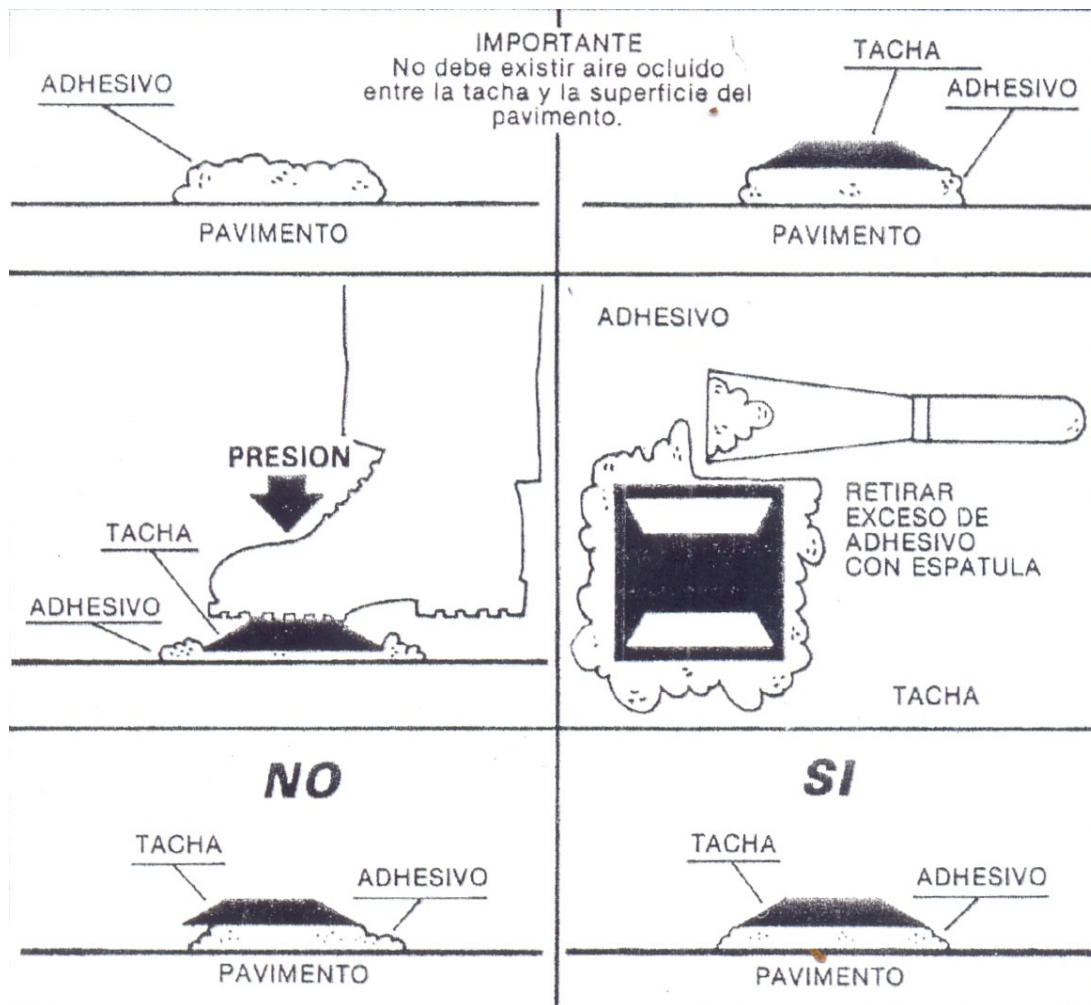 IMPORTANTE
No debe existir aire ocluido
entre la tacha y la superficie del
pavimento.
ADHESIVO
PAVIMENTO
TACHA
ADHESIVO
PAVIMENTO
PRESION
TACHA
ADHESIVO
ADHESIVO
RETIRAR
EXCESO DE
ADHESIVO
CON ESPATULA
TACHA
NO
TACHA
ADHESIVO
PAVIMENTO
SI
TACHA
ADHESIVO
PAVIMENTO